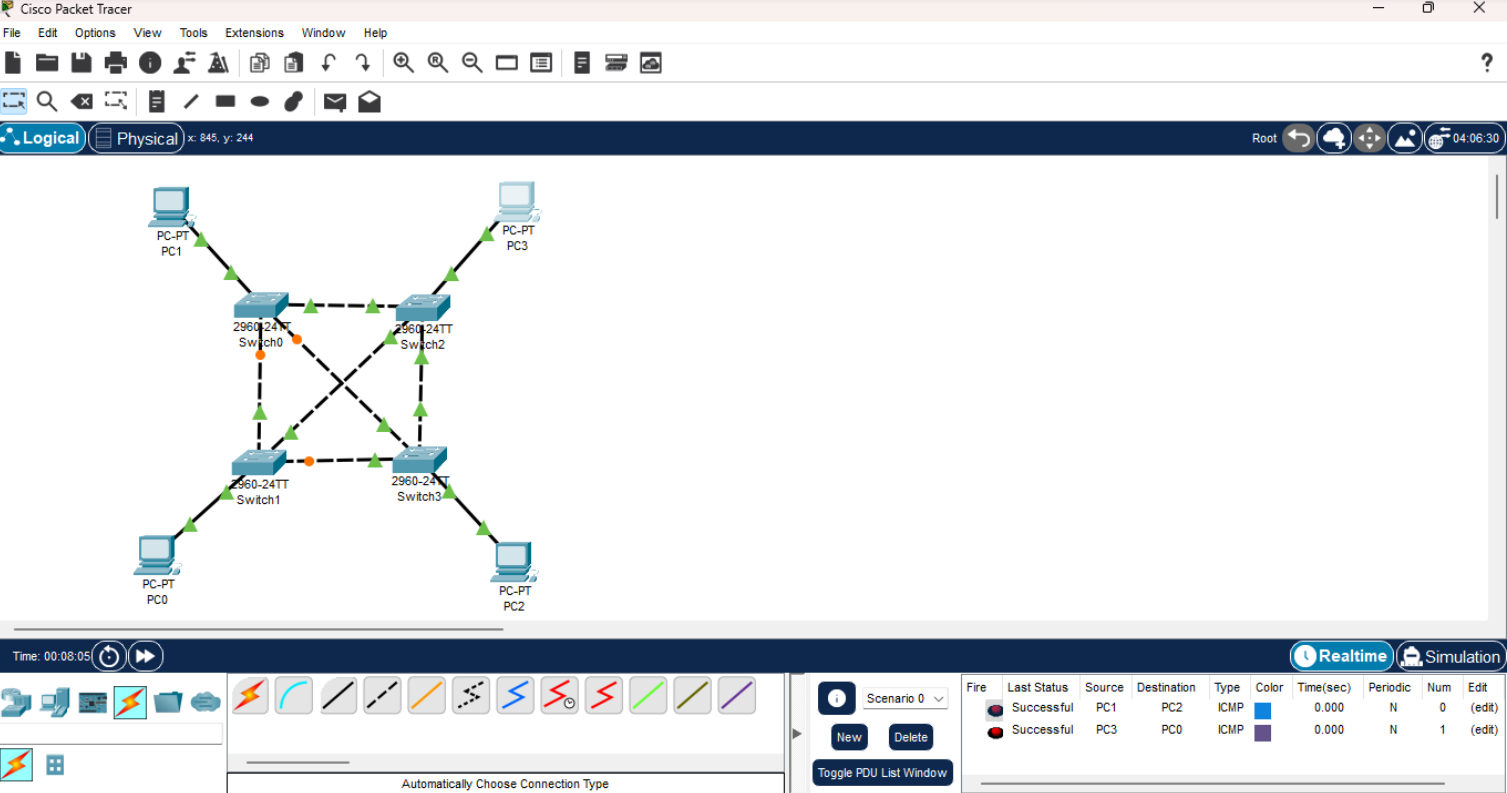 Cisco Packet Tracer
File Edit Options View Tools Extensions Window Help
?
Logical Physical x: 845, y: 244 Root 04:06:30
PC-PT
PC1
PC-PT
PC3
2960-24TT
Switch0
2960-24TT
Switch2
2960-24TT
Switch1
2960-24TT
Switch3
PC-PT
PC0
PC-PT
PC2
Time: 00:08:05 Realtime Simulation
Scenario 0
New Delete
Toggle PDU List Window
Fire Last Status Source Destination Type Color Time(sec) Periodic Num Edit
Successful PC1 PC2 ICMP 0.000 N 0 (edit)
Successful PC3 PC0 ICMP 0.000 N 1 (edit)
Automatically Choose Connection Type